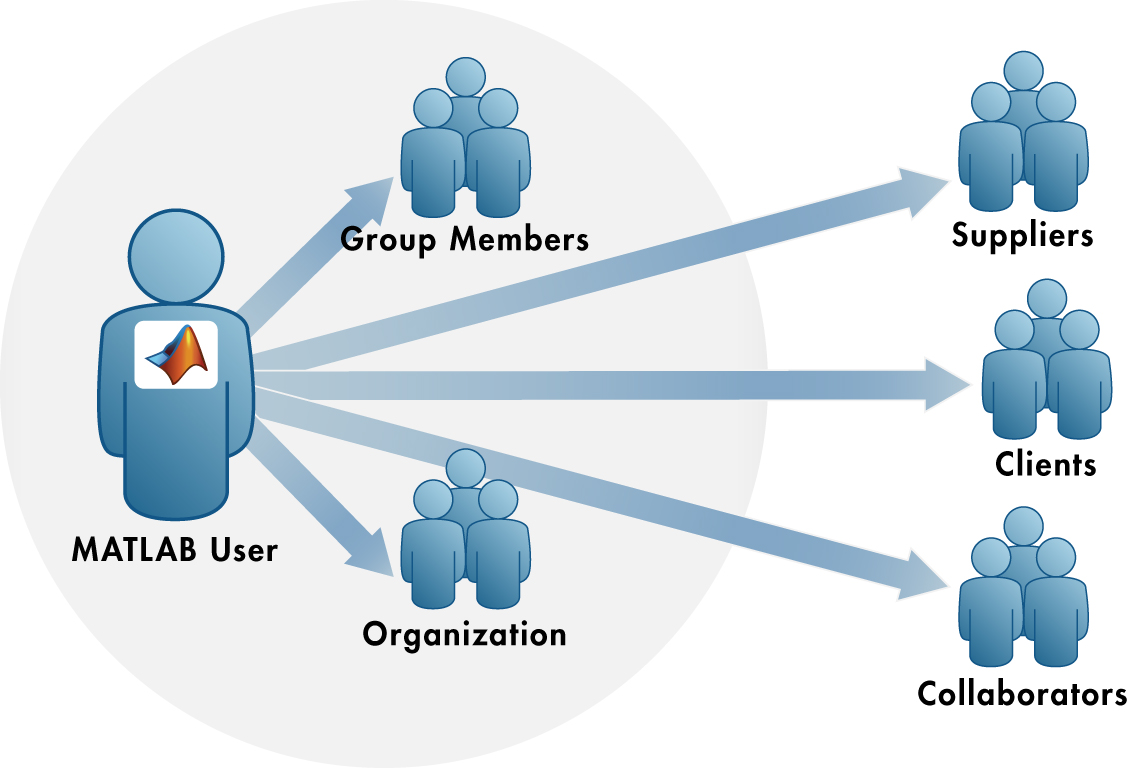 Group Members
Suppliers
Clients
MATLAB User
Organization
Collaborators